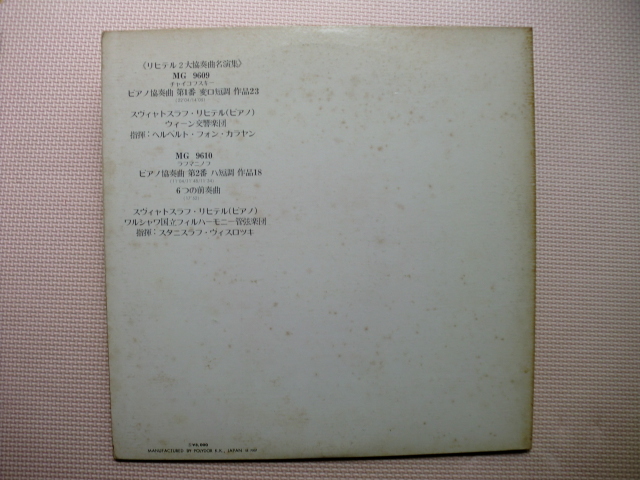 《リヒテル2大協奏曲名演集》
MG 9609
チャイコフスキー
ピアノ協奏曲 第1番 変ロ短調 作品23
スヴィャトスラフ・リヒテル(ピアノ)
ウィーン交響楽団
指揮:ヘルベルト・フォン・カラヤン
MG 9610
ラフマニノフ
ピアノ協奏曲 第2番 ハ短調 作品18
6つの前奏曲
スヴィャトスラフ・リヒテル(ピアノ)
ワルシャワ国立フィルハーモニー管弦楽団
指揮:スタニスラフ・ヴィスロツキ
MANUFACTURED BY POLYDOR K.K., JAPAN